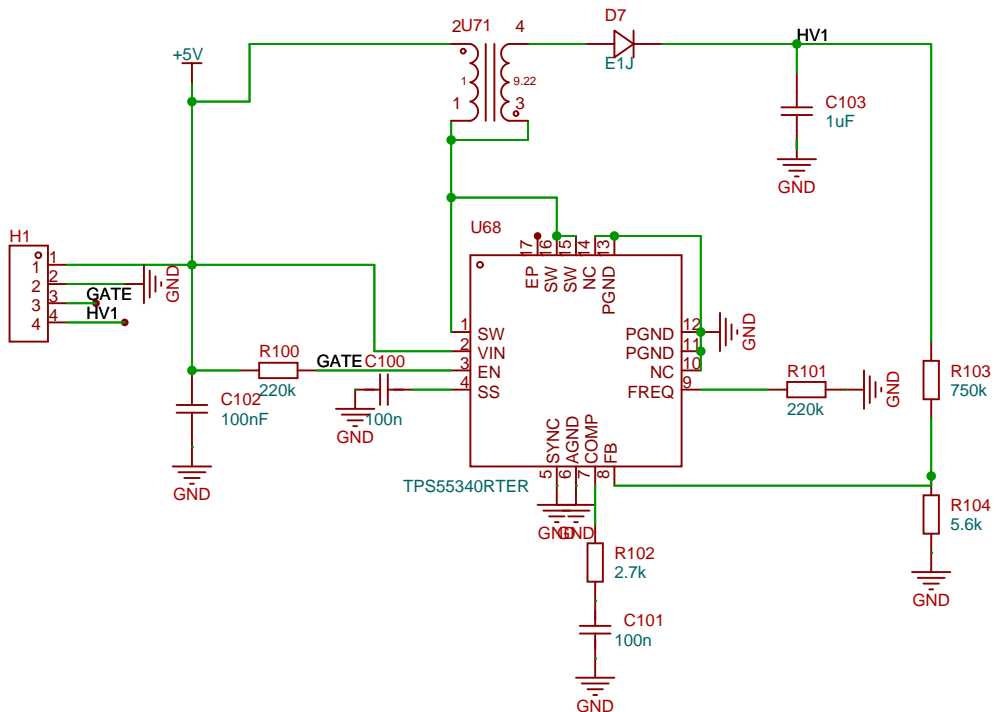 2U71
4
D7
HV1
+5V
E1J
1
9.22
1
3
C103
1uF
GND
U68
H1
17
16
15
14
13
EP
SW
SW
NC
PGND
1
1
2
2
GND
3
GATE
3
4
HV1
4
1
SW
2
VIN
3
EN
4
SS
PGND
12
PGND
11
NC
10
FREQ
9
GND
R100
GATE
C100
220k
100n
GND
C102
100nF
GND
R101
220k
GND
R103
750k
SYNC
AGND
COMP
FB
5
6
7
8
TPS55340RTER
GND
GND
R104
5.6k
GND
R102
2.7k
C101
100n
GND